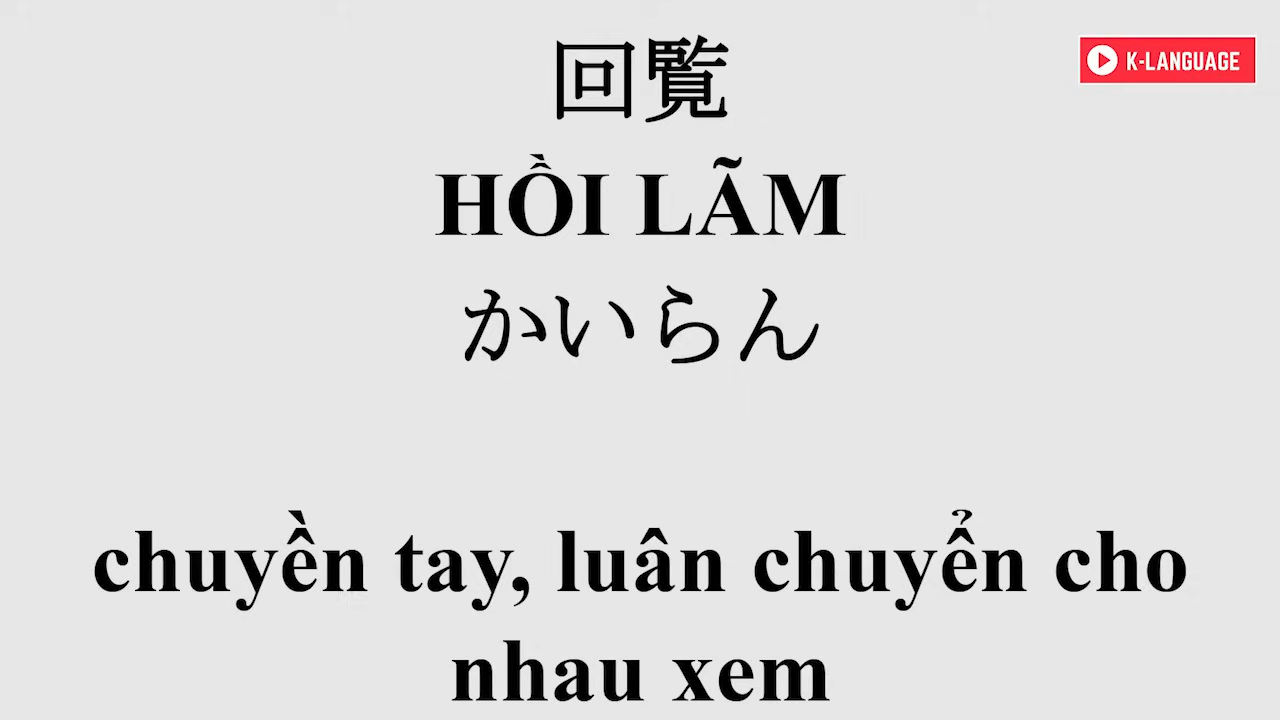 K-LANGUAGE
回覧
HỒI LÃM
かいらん
chuyền tay, luân chuyển cho
nhau xem